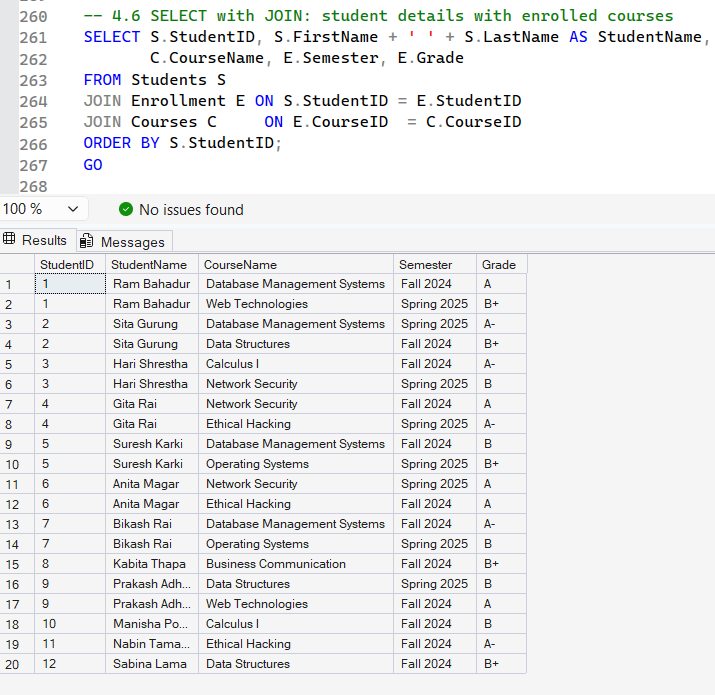 260 -- 4.6 SELECT with JOIN: student details with enrolled courses
261 SELECT S.StudentID, S.FirstName + ' ' + S.LastName AS StudentName,
262 C.CourseName, E.Semester, E.Grade
263 FROM Students S
264 JOIN Enrollment E ON S.StudentID = E.StudentID
265 JOIN Courses C ON E.CourseID = C.CourseID
266 ORDER BY S.StudentID;
267 GO
268
100 % No issues found
Results Messages
StudentID StudentName CourseName Semester Grade
1 1 Ram Bahadur Database Management Systems Fall 2024 A
2 1 Ram Bahadur Web Technologies Spring 2025 B+
3 2 Sita Gurung Database Management Systems Spring 2025 A-
4 2 Sita Gurung Data Structures Fall 2024 B+
5 3 Hari Shrestha Calculus I Fall 2024 A-
6 3 Hari Shrestha Network Security Spring 2025 B
7 4 Gita Rai Network Security Fall 2024 A
8 4 Gita Rai Ethical Hacking Spring 2025 A-
9 5 Suresh Karki Database Management Systems Fall 2024 B
10 5 Suresh Karki Operating Systems Spring 2025 B+
11 6 Anita Magar Network Security Spring 2025 A
12 6 Anita Magar Ethical Hacking Fall 2024 A
13 7 Bikash Rai Database Management Systems Fall 2024 A-
14 7 Bikash Rai Operating Systems Spring 2025 B
15 8 Kabita Thapa Business Communication Fall 2024 B+
16 9 Prakash Adh... Data Structures Spring 2025 B
17 9 Prakash Adh... Web Technologies Fall 2024 A
18 10 Manisha Po... Calculus I Fall 2024 B
19 11 Nabin Tama... Ethical Hacking Fall 2024 A-
20 12 Sabina Lama Data Structures Fall 2024 B+